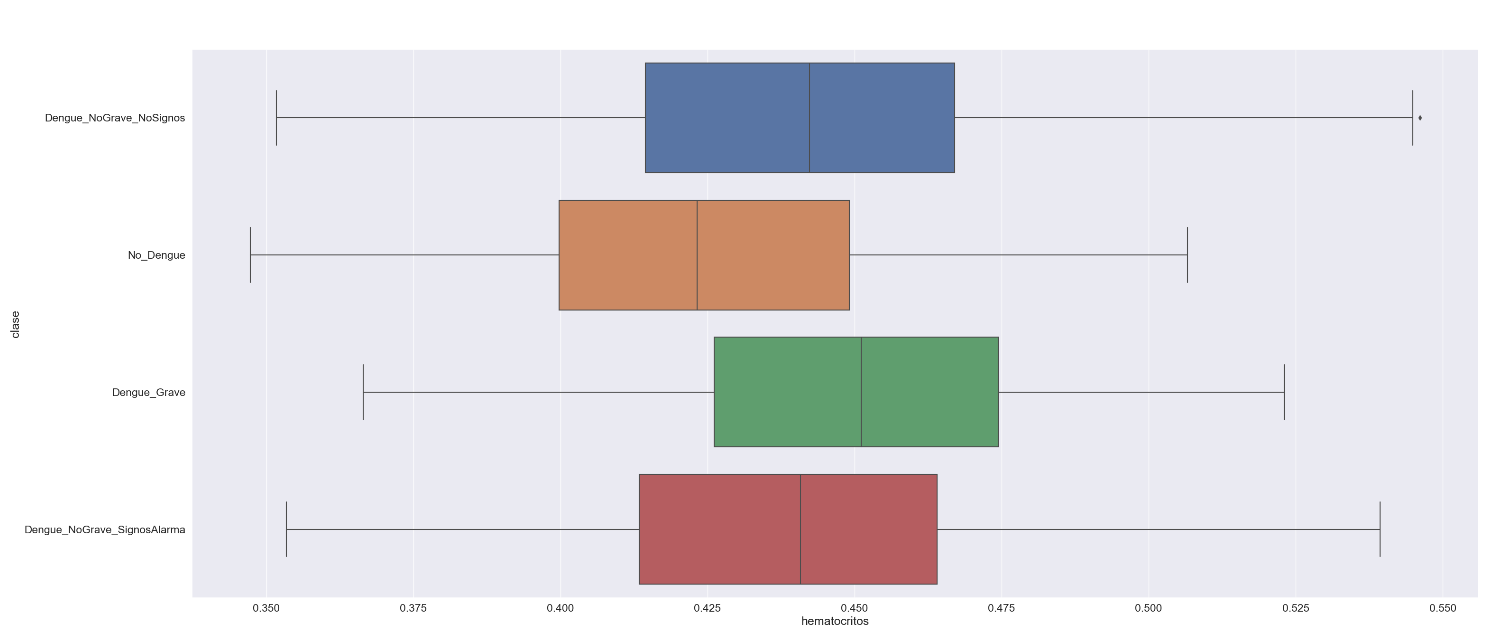 Dengue_NoGrave_NoSignos
No_Dengue
clase
Dengue_Grave
Dengue_NoGrave_SignosAlarma
0.350 0.375 0.400 0.425 0.450 0.475 0.500 0.525 0.550
hematocritos